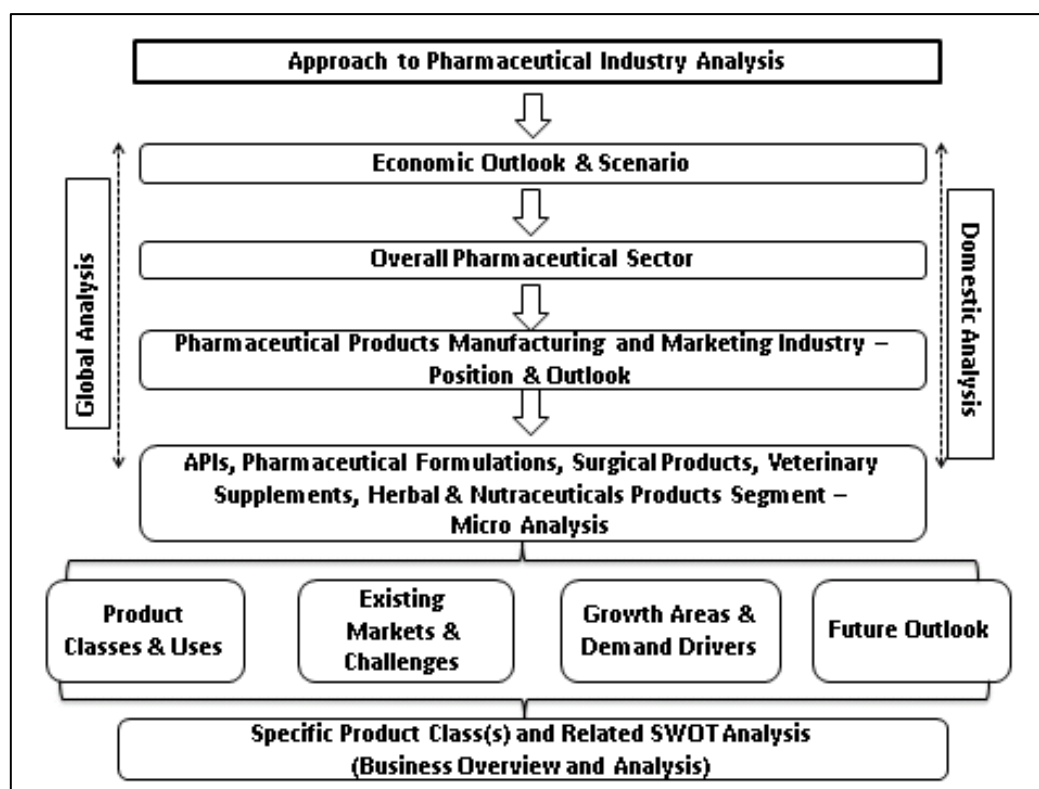 Approach to Pharmaceutical Industry Analysis
Economic Outlook & Scenario
Overall Pharmaceutical Sector
Pharmaceutical Products Manufacturing and Marketing Industry –
Position & Outlook
Global Analysis
Domestic Analysis
APIs, Pharmaceutical Formulations, Surgical Products, Veterinary
Supplements, Herbal & Nutraceuticals Products Segment –
Micro Analysis
Product
Classes & Uses
Existing
Markets &
Challenges
Growth Areas &
Demand Drivers
Future Outlook
Specific Product Class(s) and Related SWOT Analysis
(Business Overview and Analysis)